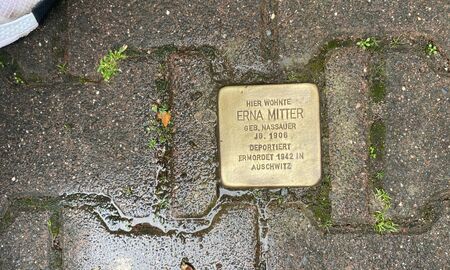 HIER WOHNTE
ERNA MITTER
GEB. NASSAUER
JG. 1906
DEPORTIERT
ERMORDET 1942 IN
AUSCHWITZ